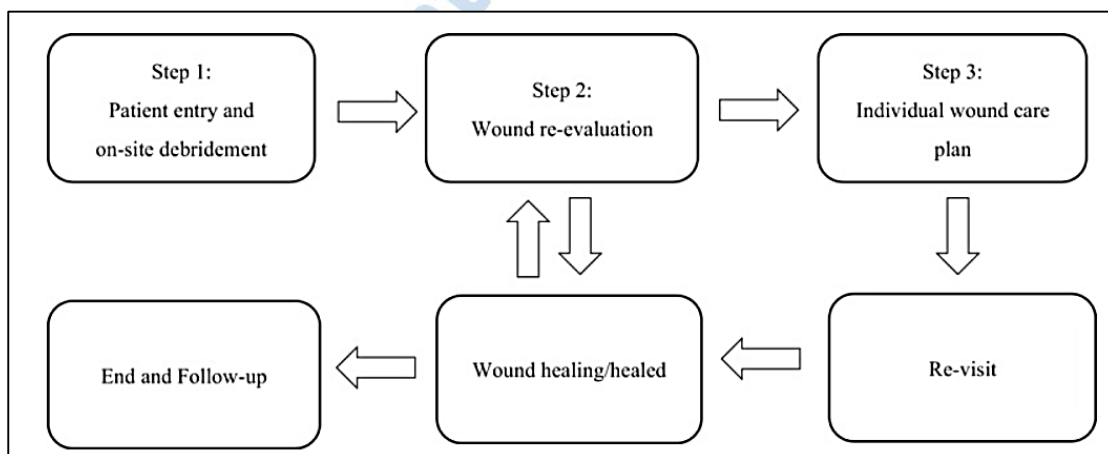 Step 1:
Patient entry and
on-site debridement
Step 2:
Wound re-evaluation
Step 3:
Individual wound care
plan
End and Follow-up
Wound healing/healed
Re-visit